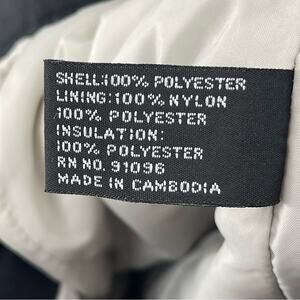 SHELL:100% POLYESTER
LINING:100% NYLON
100% POLYESTER
INSULATION:
100% POLYESTER
RN NO. 91096
MADE IN CAMBODIA